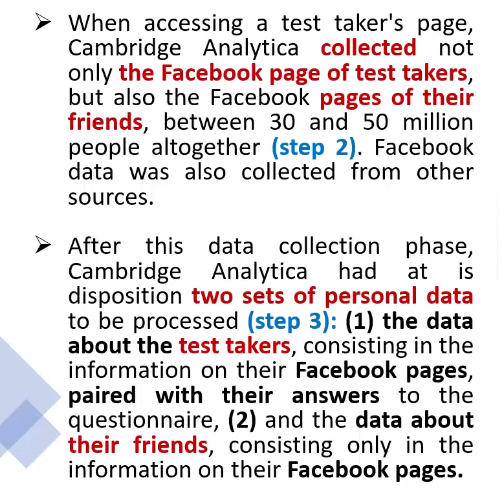 ➢ When accessing a test taker's page,
Cambridge Analytica collected not
only the Facebook page of test takers,
but also the Facebook pages of their
friends, between 30 and 50 million
people altogether (step 2). Facebook
data was also collected from other
sources.
➢ After this data collection phase,
Cambridge Analytica had at is
disposition two sets of personal data
to be processed (step 3): (1) the data
about the test takers, consisting in the
information on their Facebook pages,
paired with their answers to the
questionnaire, (2) and the data about
their friends, consisting only in the
information on their Facebook pages.